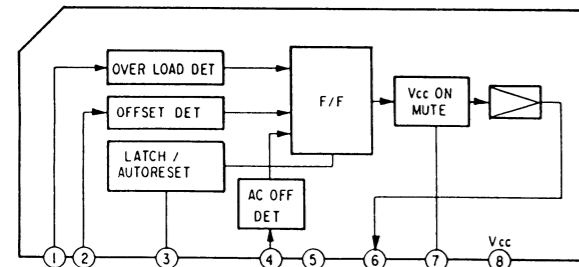 OVER LOAD DET
OFFSET DET
LATCH /
AUTORESET
AC OFF
DET
F/F
Vcc ON
MUTE
Vcc
1 2 3 4 5 6 7 8